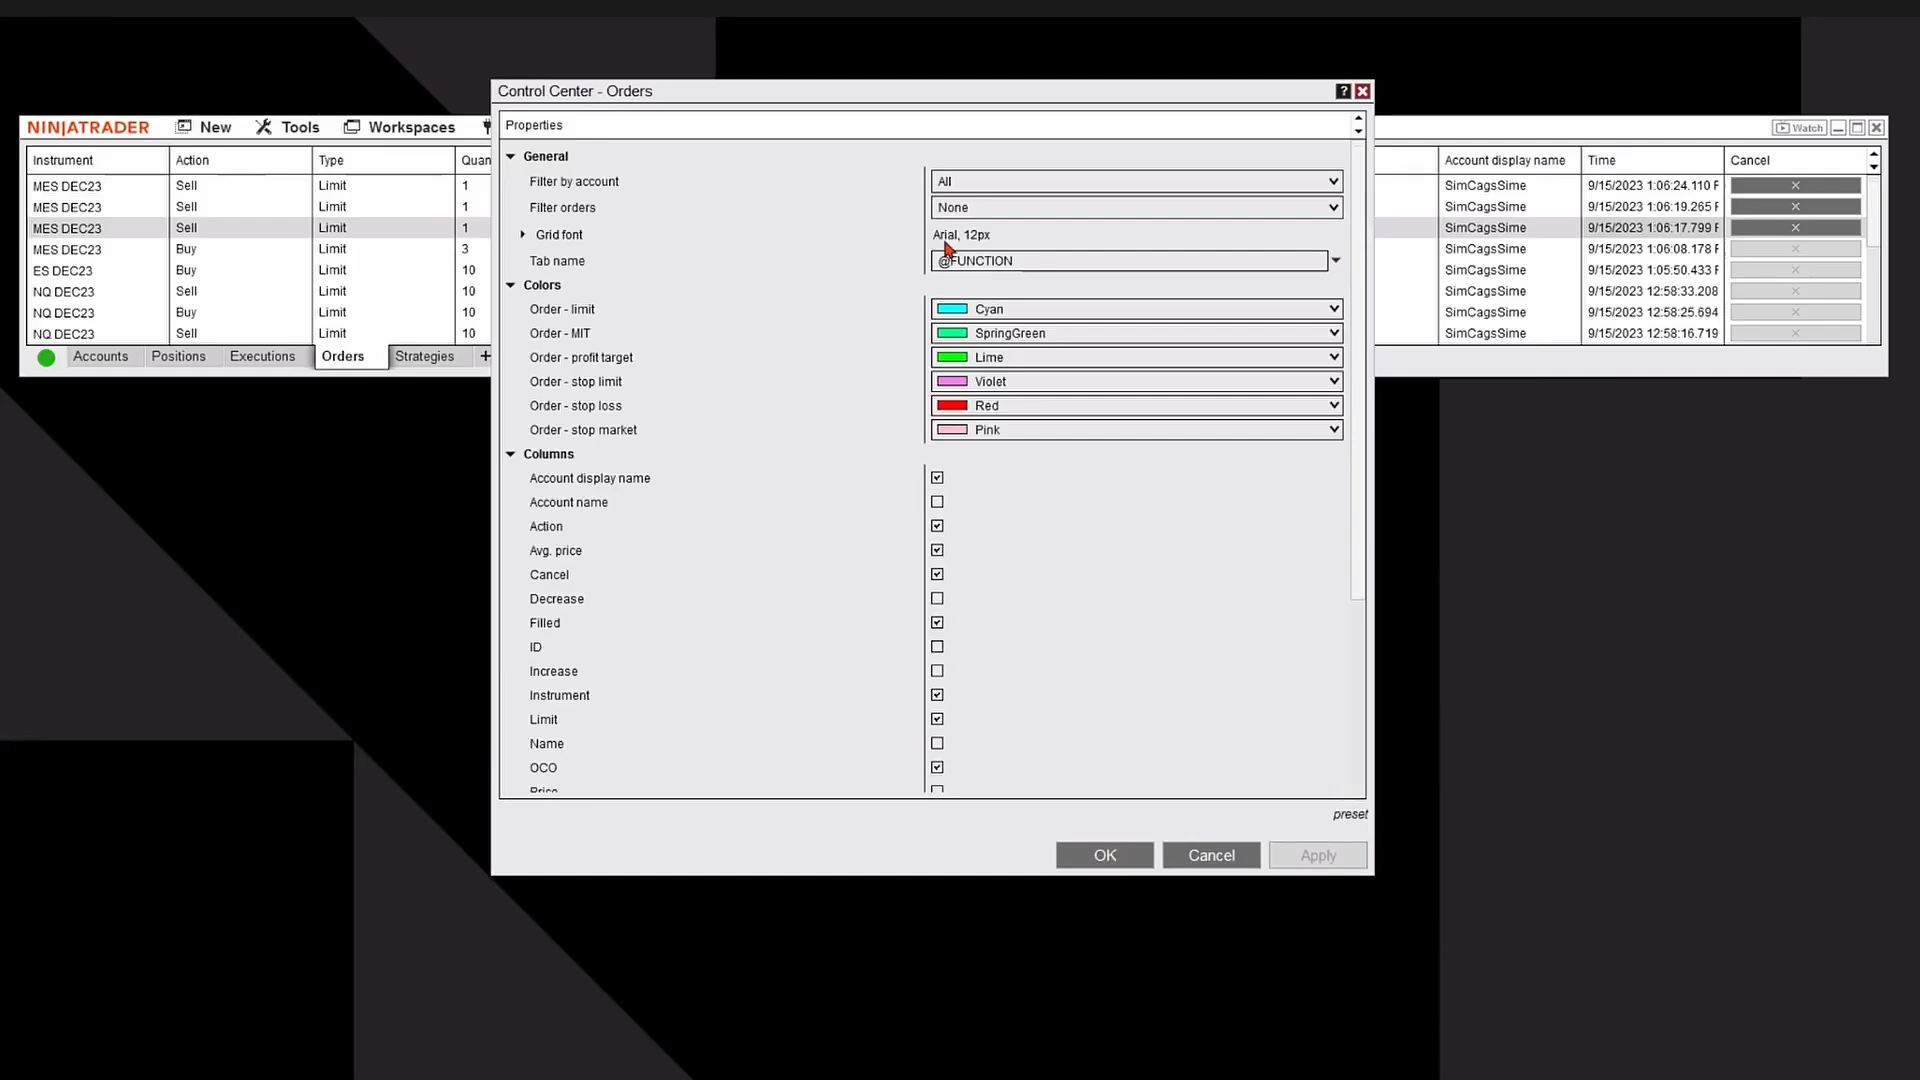 Control Center - Orders
?
Properties
General
Filter by account All
Filter orders None
Grid font Arial, 12px
Tab name @FUNCTION
Colors
Order - limit Cyan
Order - MIT SpringGreen
Order - profit target Lime
Order - stop limit Violet
Order - stop loss Red
Order - stop market Pink
Columns
Account display name
Account name
Action
Avg. price
Cancel
Decrease
Filled
ID
Increase
Instrument
Limit
Name
OCO
Price
preset
OK Cancel Apply
NINJATRADER New Tools Workspaces
Instrument Action Type Quan
MES DEC23 Sell Limit 1
MES DEC23 Sell Limit 1
MES DEC23 Sell Limit 1
MES DEC23 Buy Limit 3
ES DEC23 Buy Limit 10
NQ DEC23 Sell Limit 10
NQ DEC23 Buy Limit 10
NQ DEC23 Sell Limit 10
Accounts Positions Executions Orders Strategies +
Watch
Account display name Time Cancel
SimCagsSime 9/15/2023 1:06:24.110 P
SimCagsSime 9/15/2023 1:06:19.265 P
SimCagsSime 9/15/2023 1:06:17.799 P
SimCagsSime 9/15/2023 1:06:08.178 P
SimCagsSime 9/15/2023 1:05:50.433 P
SimCagsSime 9/15/2023 12:58:33.208
SimCagsSime 9/15/2023 12:58:25.694
SimCagsSime 9/15/2023 12:58:16.719